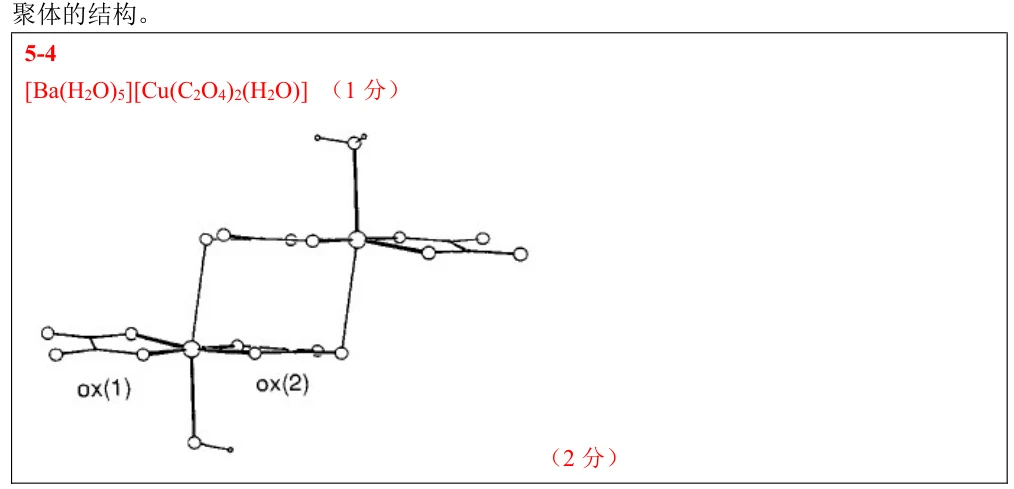 聚体的结构。
5-4
[Ba(H₂O)₅][Cu(C₂O₄)₂(H₂O)] （1 分）
ox(1)
ox(2)
（2 分）